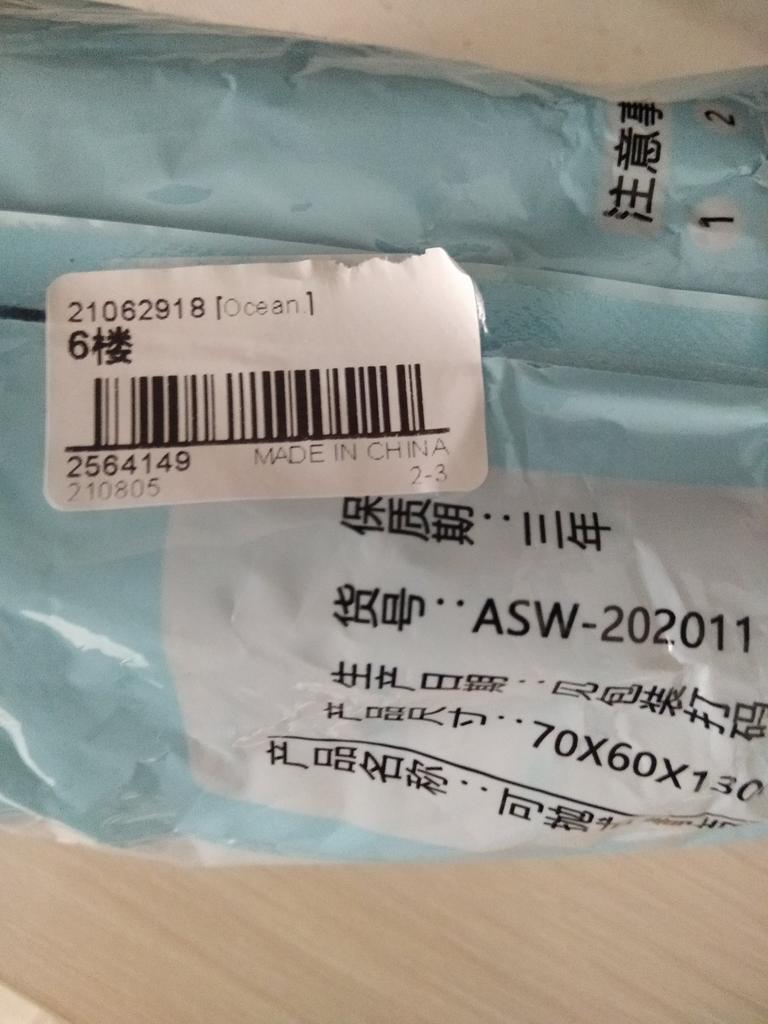 注意事
1
2
21062918 [Ocean.]
6楼
2564149
MADE IN CHINA
210805
2-3
保质期：三年
货号：ASW-202011
生产日期：见包装打码
产品尺寸：70X60X130
产品名称：可抛